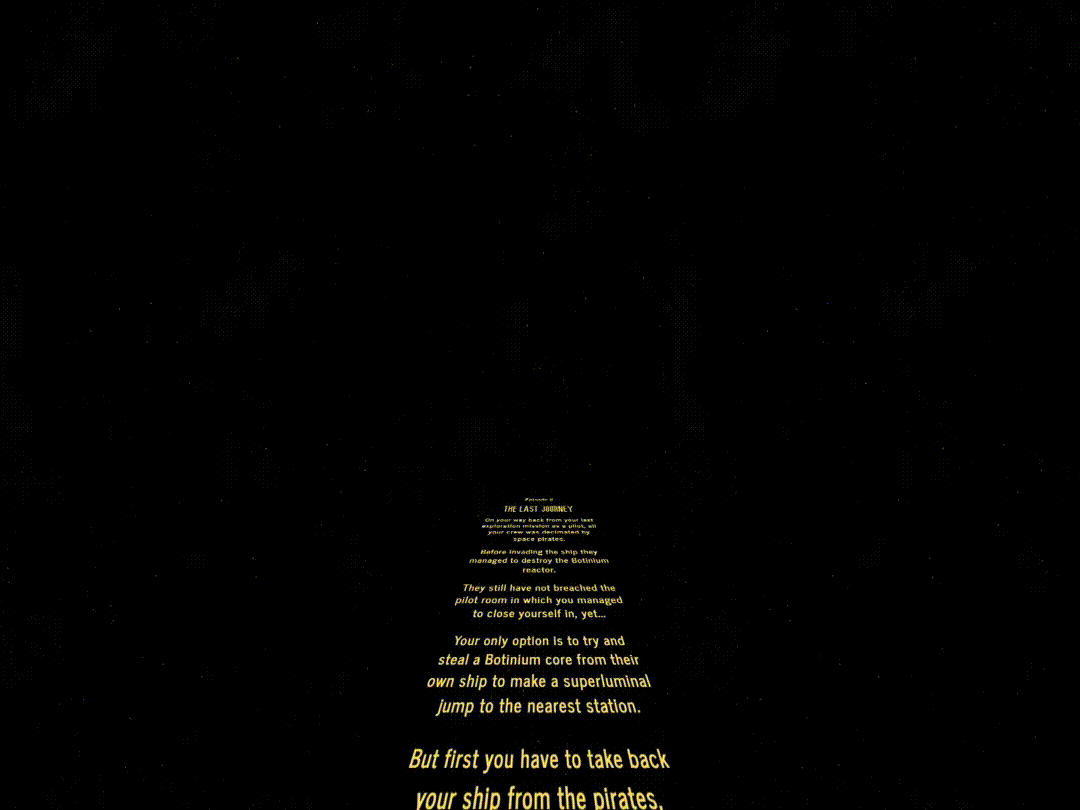 Episode II
THE LAST JOURNEY
On your way back from your last
exploration mission as a pilot, all
your crew was decimated by
space pirates.
Before invading the ship they
managed to destroy the Botinium
reactor.
They still have not breached the
pilot room in which you managed
to close yourself in, yet...
Your only option is to try and
steal a Botinium core from their
own ship to make a superluminal
jump to the nearest station.
But first you have to take back
your ship from the pirates,